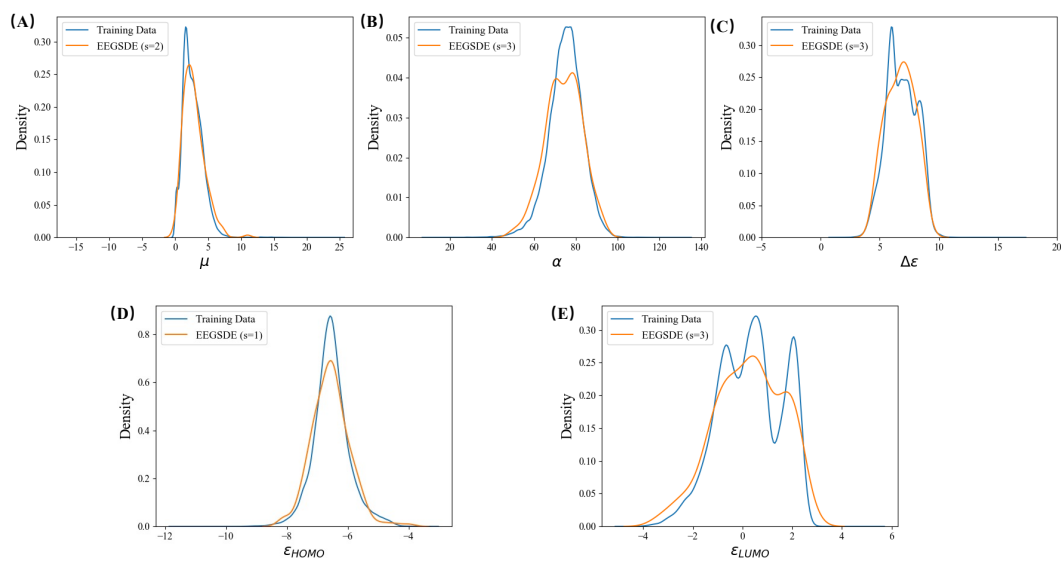 (A)
Training Data
EEGSDE (s=2)
Density
0.30
0.25
0.20
0.15
0.10
0.05
0.00
−15 −10 −5 0 5 10 15 20 25
μ
(B)
Training Data
EEGSDE (s=3)
Density
0.05
0.04
0.03
0.02
0.01
0.00
20 40 60 80 100 120 140
α
(C)
Training Data
EEGSDE (s=3)
Density
0.30
0.25
0.20
0.15
0.10
0.05
0.00
−5 0 5 10 15 20
Δε
(D)
Training Data
EEGSDE (s=1)
Density
0.8
0.6
0.4
0.2
0.0
−12 −10 −8 −6 −4
εHOMO
(E)
Training Data
EEGSDE (s=3)
Density
0.30
0.25
0.20
0.15
0.10
0.05
0.00
−4 −2 0 2 4 6
εLUMO